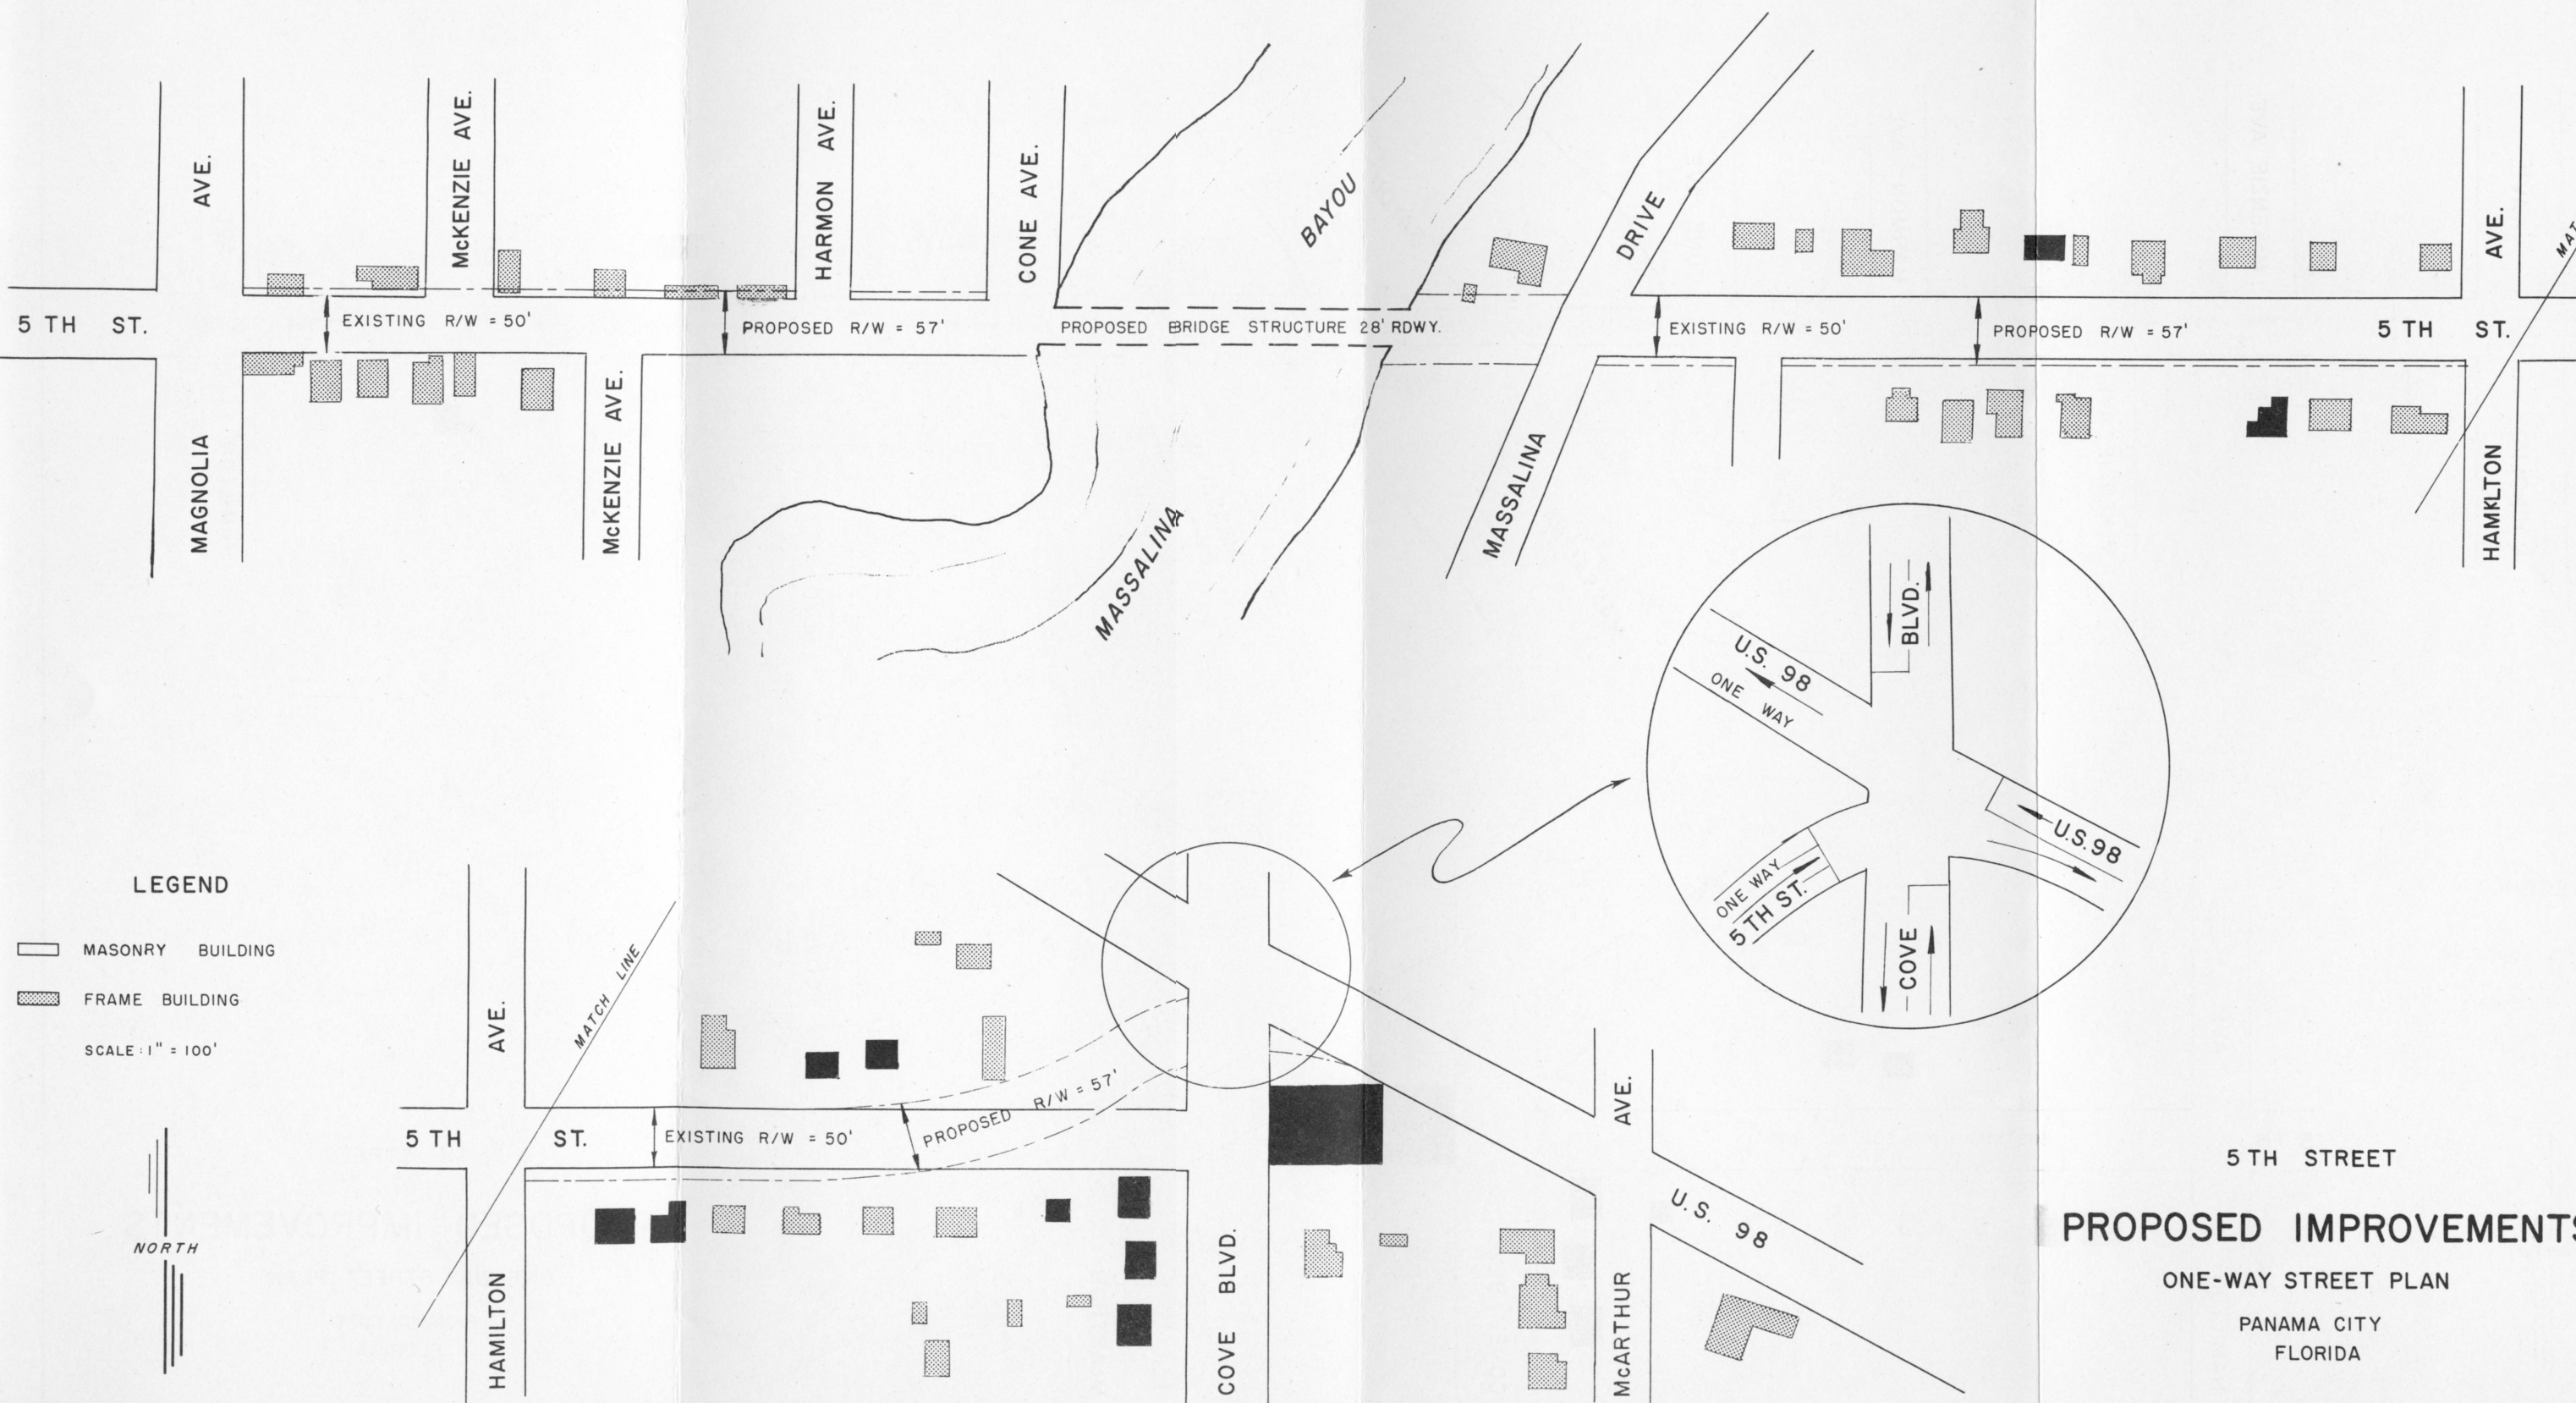 AVE.
McKENZIE AVE.
HARMON AVE.
CONE AVE.
BAYOU
DRIVE
AVE.
5 TH ST.
EXISTING R/W = 50'
PROPOSED R/W = 57'
PROPOSED BRIDGE STRUCTURE 28' RDWY.
EXISTING R/W = 50'
PROPOSED R/W = 57'
5 TH ST.
MAGNOLIA
McKENZIE AVE.
MASSALINA
MASSALINA
HAMKLTON
BLVD.
U.S. 98
ONE WAY
U.S. 98
ONE WAY
5 TH ST.
COVE
LEGEND
MASONRY BUILDING
FRAME BUILDING
SCALE : 1" = 100'
NORTH
AVE.
MATCH LINE
5 TH ST.
EXISTING R/W = 50'
PROPOSED R/W = 57'
HAMILTON
COVE BLVD.
AVE.
McARTHUR
U.S. 98
5 TH STREET
PROPOSED IMPROVEMENTS
ONE-WAY STREET PLAN
PANAMA CITY
FLORIDA